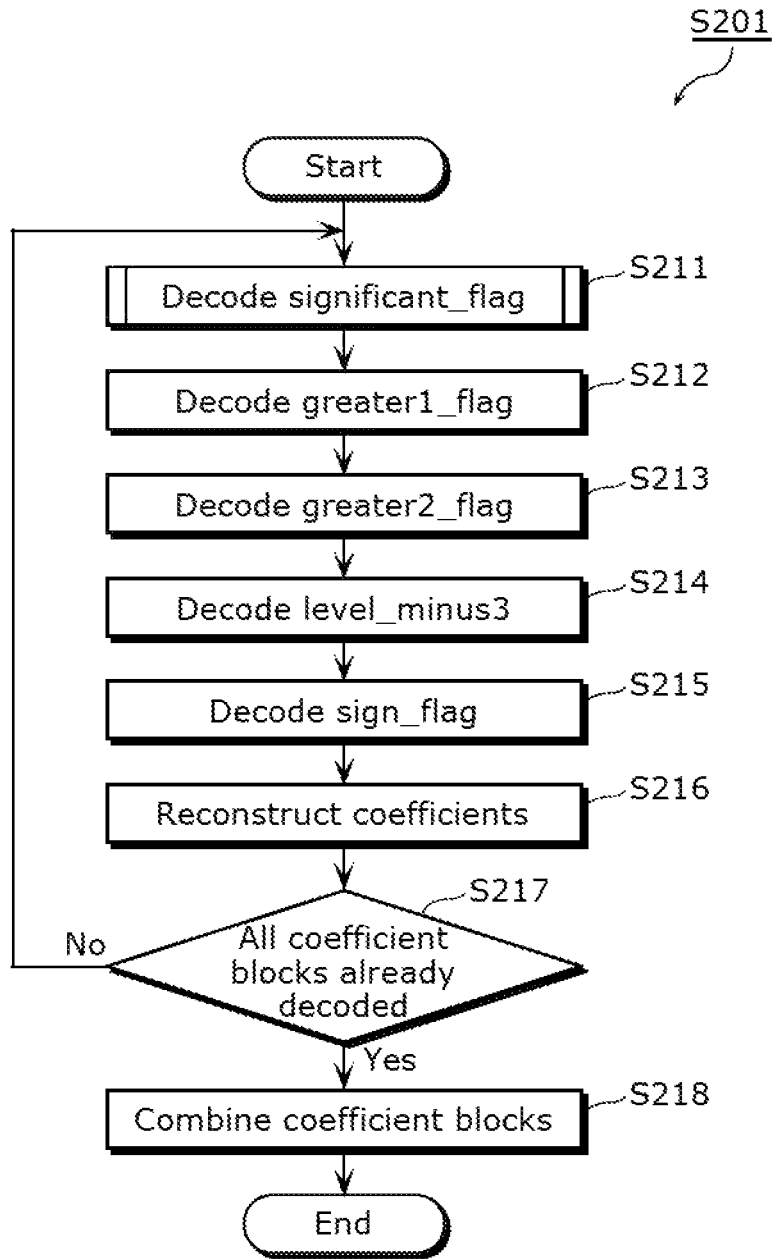 S201
Start
Decode significant_flag
S211
Decode greater1_flag
S212
Decode greater2_flag
S213
Decode level_minus3
S214
Decode sign_flag
S215
Reconstruct coefficients
S216
S217
All coefficient
blocks already
decoded
No
Yes
Combine coefficient blocks
S218
End